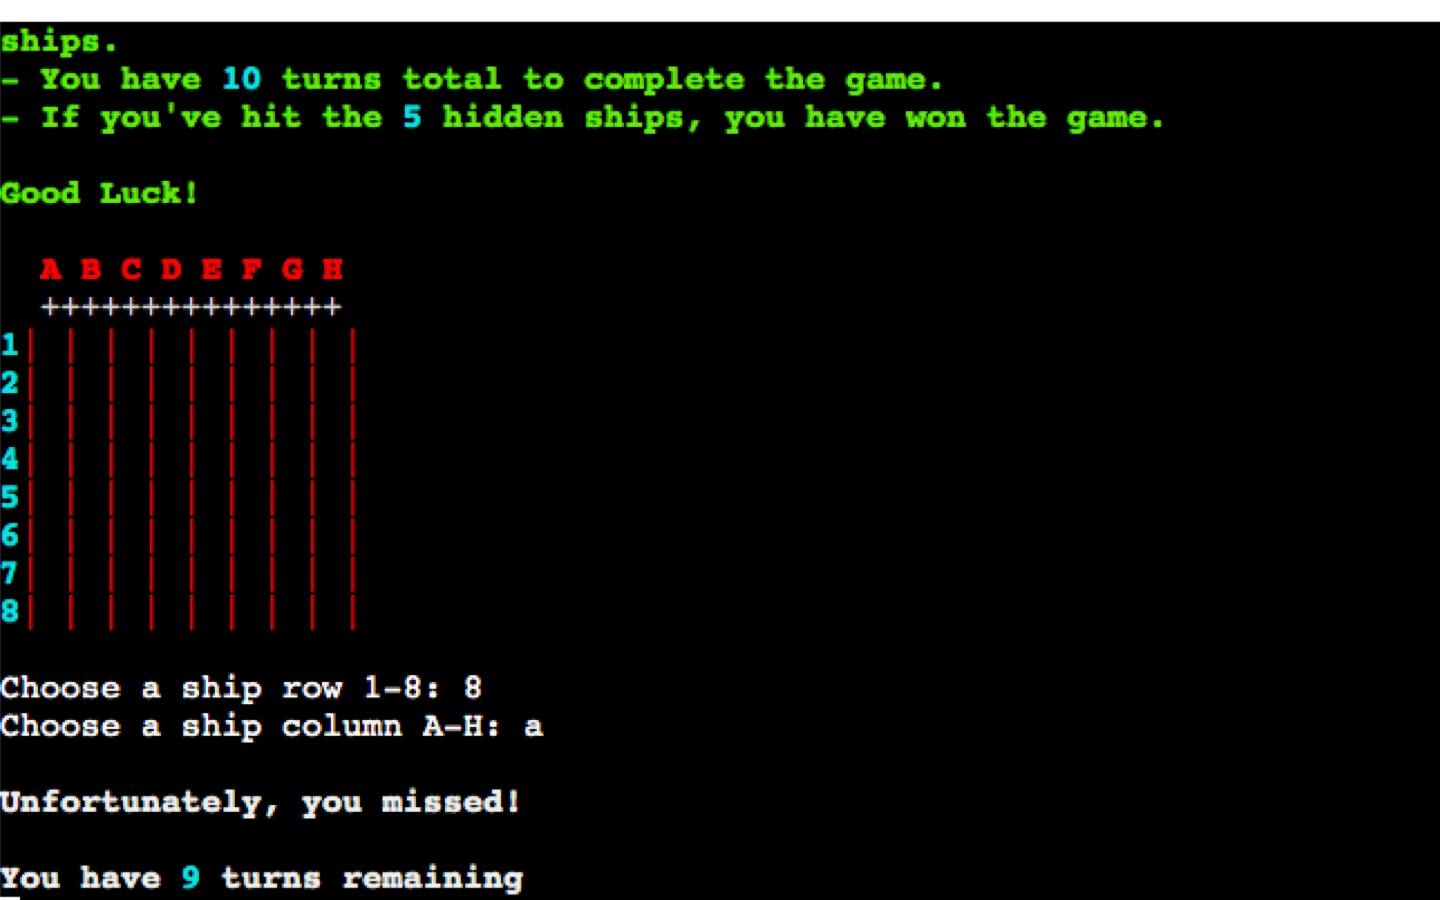 ships.
- You have 10 turns total to complete the game.
- If you've hit the 5 hidden ships, you have won the game.
Good Luck!
A B C D E F G H
+++++++++++++++
1| | | | | | | | |
2| | | | | | | | |
3| | | | | | | | |
4| | | | | | | | |
5| | | | | | | | |
6| | | | | | | | |
7| | | | | | | | |
8| | | | | | | | |
Choose a ship row 1-8: 8
Choose a ship column A-H: a
Unfortunately, you missed!
You have 9 turns remaining